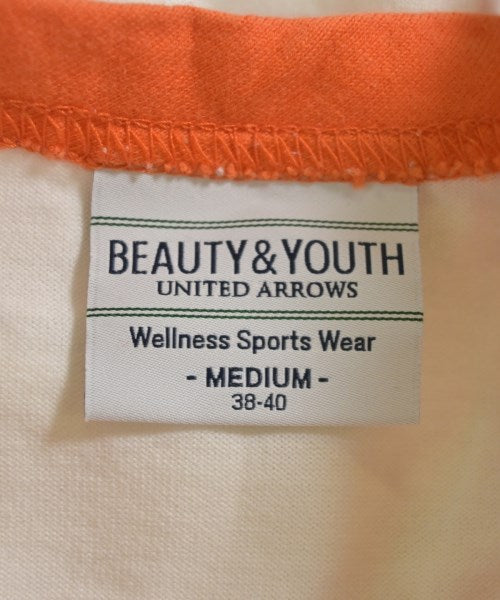 BEAUTY&YOUTH
UNITED ARROWS
Wellness Sports Wear
- MEDIUM -
38-40